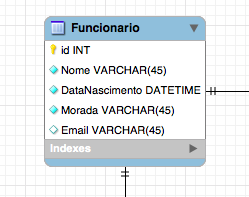 Funcionario
id INT
Nome VARCHAR(45)
DataNascimento DATETIME
Morada VARCHAR(45)
Email VARCHAR(45)
Indexes